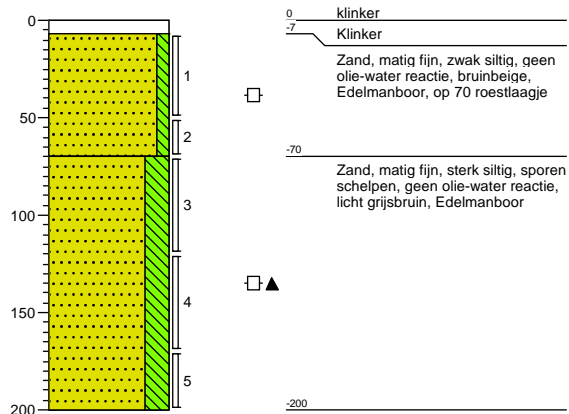 0
50
100
150
200
1
2
3
4
5
0 klinker
-7 Klinker
Zand, matig fijn, zwak siltig, geen
olie-water reactie, bruinbeige,
Edelmanboor, op 70 roestlaagje
-70
Zand, matig fijn, sterk siltig, sporen
schelpen, geen olie-water reactie,
licht grijsbruin, Edelmanboor
-200